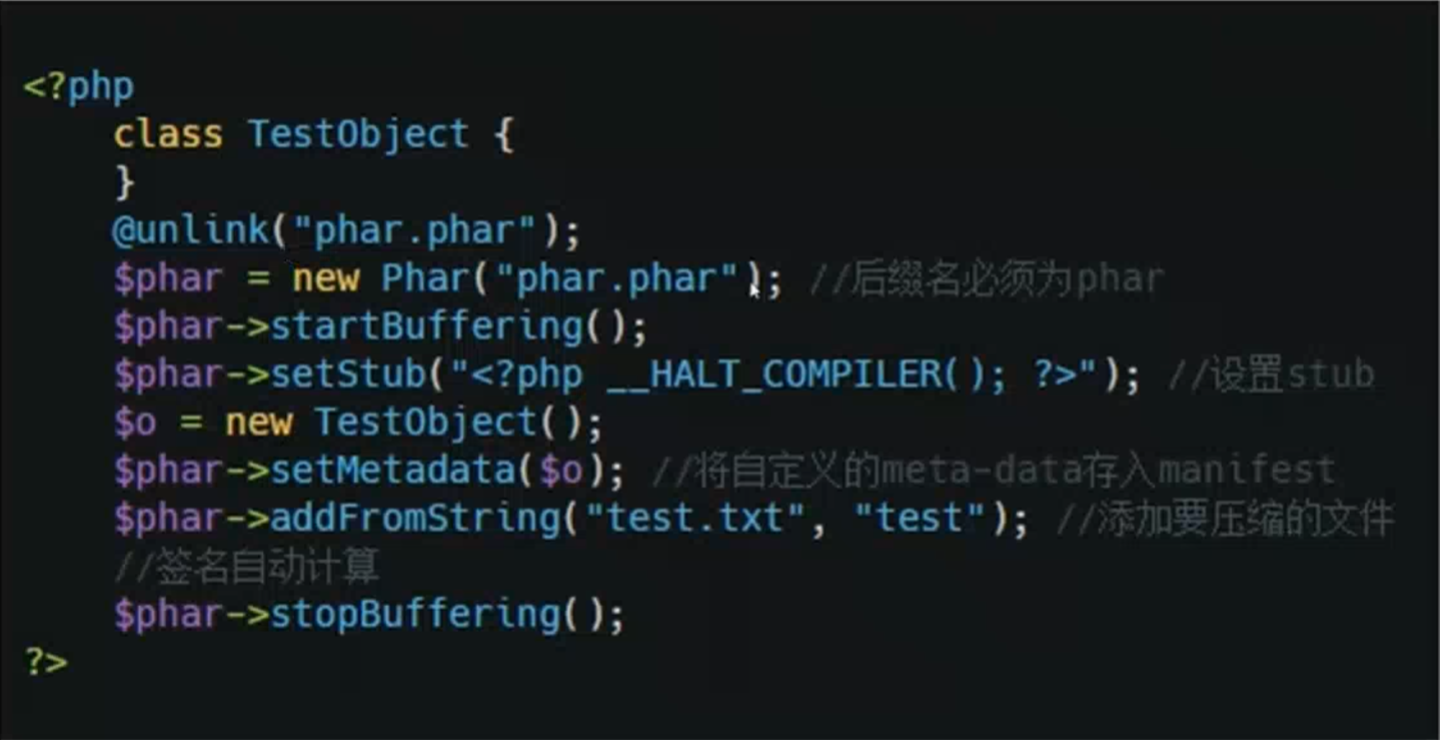 <?php
class TestObject {
}
@unlink("phar.phar");
$phar = new Phar("phar.phar"); //后缀名必须为phar
$phar->startBuffering();
$phar->setStub("<?php __HALT_COMPILER(); ?>"); //设置stub
$o = new TestObject();
$phar->setMetadata($o); //将自定义的meta-data存入manifest
$phar->addFromString("test.txt", "test"); //添加要压缩的文件
//签名自动计算
$phar->stopBuffering();
?>